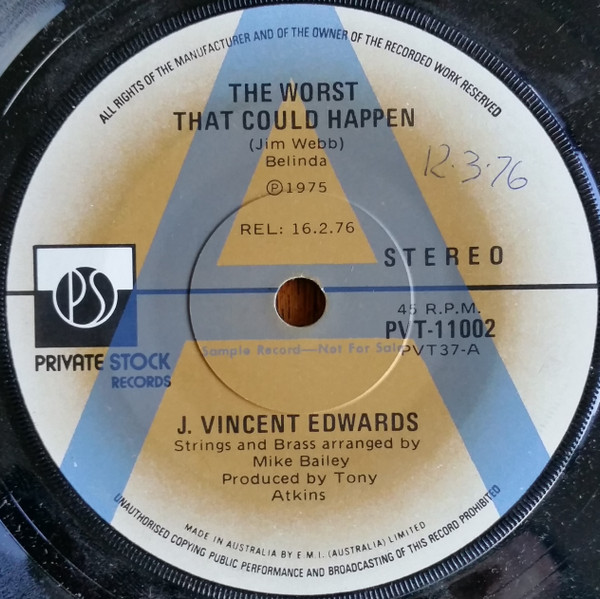 ALL RIGHTS OF THE MANUFACTURER AND OF THE OWNER OF THE RECORDED WORK RESERVED
THE WORST
THAT COULD HAPPEN
(Jim Webb)
Belinda
12.3.76
Ⓟ1975
REL: 16.2.76
STEREO
PS
45 R.P.M.
PVT-11002
PVT37-A
Sample Record—Not For Sale
PRIVATE STOCK
RECORDS
A
J. VINCENT EDWARDS
Strings and Brass arranged by
Mike Bailey
Produced by Tony
Atkins
MADE IN AUSTRALIA BY E.M.I. (AUSTRALIA) LIMITED
UNAUTHORISED COPYING PUBLIC PERFORMANCE AND BROADCASTING OF THIS RECORD PROHIBITED